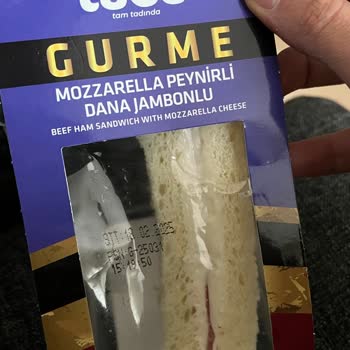 tam tadında
GURME
MOZZARELLA PEYNİRLİ
DANA JAMBONLU
BEEF HAM SANDWICH WITH MOZZARELLA CHEESE